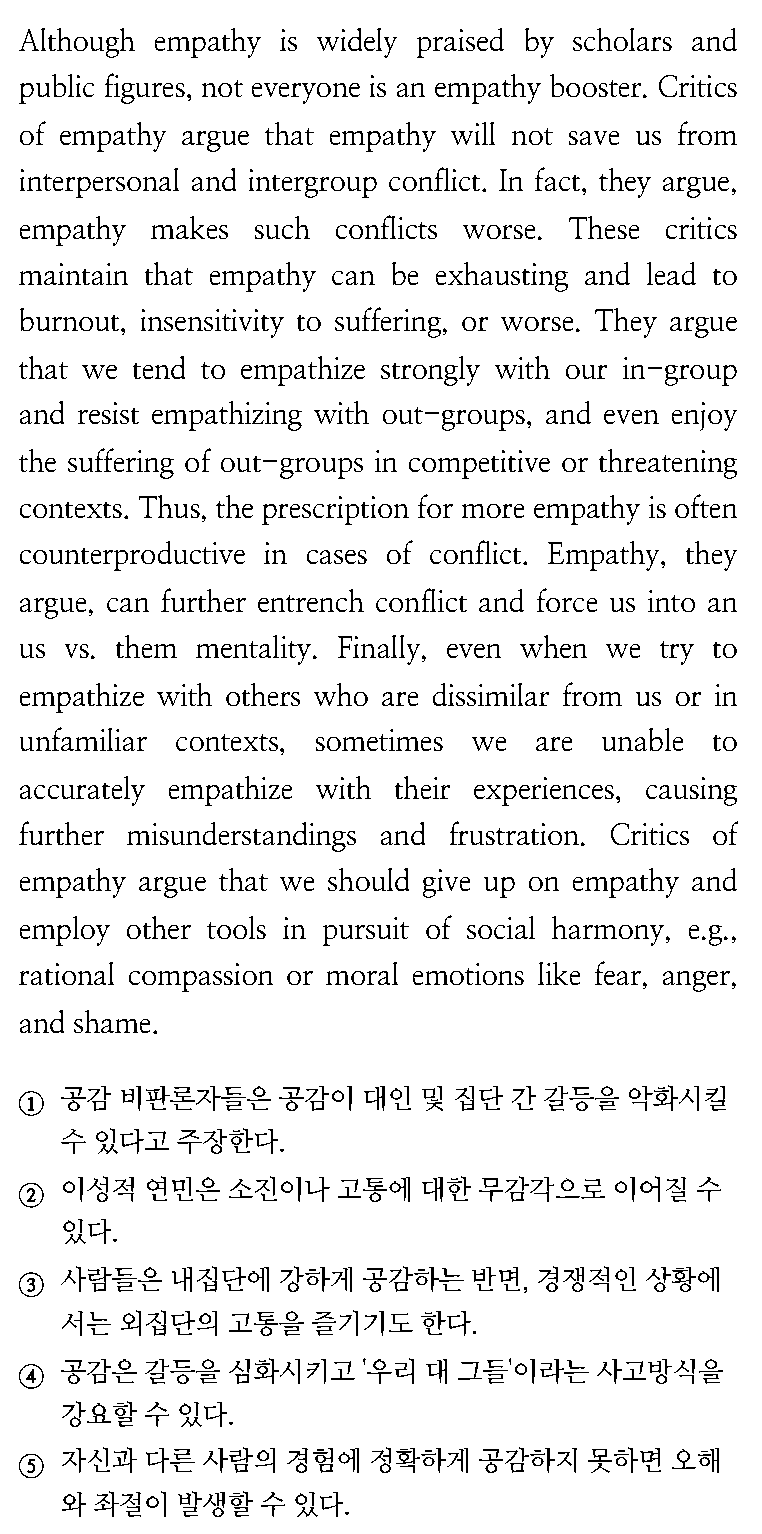 Although empathy is widely praised by scholars and
public figures, not everyone is an empathy booster. Critics
of empathy argue that empathy will not save us from
interpersonal and intergroup conflict. In fact, they argue,
empathy makes such conflicts worse. These critics
maintain that empathy can be exhausting and lead to
burnout, insensitivity to suffering, or worse. They argue
that we tend to empathize strongly with our in-group
and resist empathizing with out-groups, and even enjoy
the suffering of out-groups in competitive or threatening
contexts. Thus, the prescription for more empathy is often
counterproductive in cases of conflict. Empathy, they
argue, can further entrench conflict and force us into an
us vs. them mentality. Finally, even when we try to
empathize with others who are dissimilar from us or in
unfamiliar contexts, sometimes we are unable to
accurately empathize with their experiences, causing
further misunderstandings and frustration. Critics of
empathy argue that we should give up on empathy and
employ other tools in pursuit of social harmony, e.g.,
rational compassion or moral emotions like fear, anger,
and shame.
① 공감 비판론자들은 공감이 대인 및 집단 간 갈등을 악화시킬
수 있다고 주장한다.
② 이성적 연민은 소진이나 고통에 대한 무감각으로 이어질 수
있다.
③ 사람들은 내집단에 강하게 공감하는 반면, 경쟁적인 상황에
서는 외집단의 고통을 즐기기도 한다.
④ 공감은 갈등을 심화시키고 '우리 대 그들'이라는 사고방식을
강요할 수 있다.
⑤ 자신과 다른 사람의 경험에 정확하게 공감하지 못하면 오해
와 좌절이 발생할 수 있다.